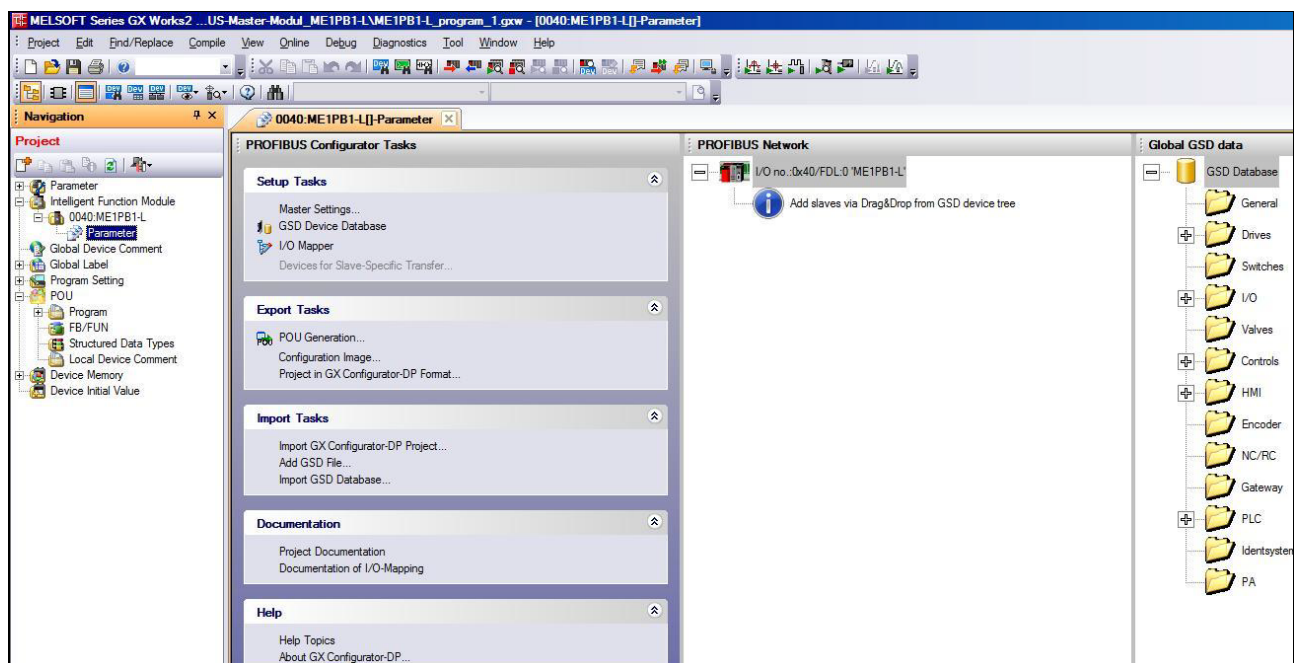 MELSOFT Series GX Works2 ...US-Master-Modul_ME1PB1-L\ME1PB1-L_program_1.gxw - [0040:ME1PB1-L[]-Parameter]
Project Edit Find/Replace Compile View Online Debug Diagnostics Tool Window Help
Navigation
Project
Parameter
Intelligent Function Module
0040:ME1PB1-L
Parameter
Global Device Comment
Global Label
Program Setting
POU
Program
FB/FUN
Structured Data Types
Local Device Comment
Device Memory
Device Initial Value
0040:ME1PB1-L[]-Parameter
PROFIBUS Configurator Tasks
Setup Tasks
Master Settings...
GSD Device Database
I/O Mapper
Devices for Slave-Specific Transfer...
Export Tasks
POU Generation...
Configuration Image...
Project in GX Configurator-DP Format...
Import Tasks
Import GX Configurator-DP Project...
Add GSD File...
Import GSD Database...
Documentation
Project Documentation
Documentation of I/O-Mapping
Help
Help Topics
About GX Configurator-DP...
PROFIBUS Network
I/O no.:0x40/FDL:0 'ME1PB1-L'
Add slaves via Drag&Drop from GSD device tree
Global GSD data
GSD Database
General
Drives
Switches
I/O
Valves
Controls
HMI
Encoder
NC/RC
Gateway
PLC
Identsystem
PA